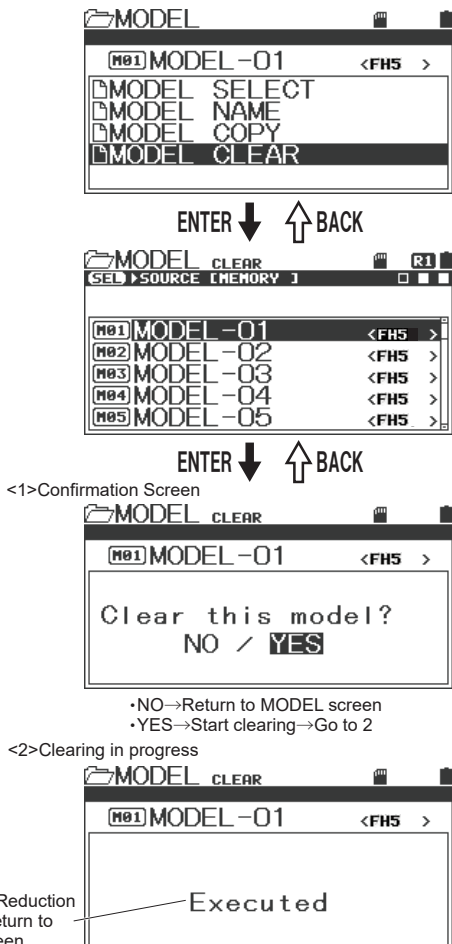 MODEL
M01 MODEL-01 <FH5 >
MODEL SELECT
MODEL NAME
MODEL COPY
MODEL CLEAR
ENTER BACK
MODEL CLEAR R1
SEL SOURCE [MEMORY ]
M01 MODEL-01 <FH5 >
M02 MODEL-02 <FH5 >
M03 MODEL-03 <FH5 >
M04 MODEL-04 <FH5 >
M05 MODEL-05 <FH5 >
ENTER BACK
<1>Confirmation Screen
MODEL CLEAR
M01 MODEL-01 <FH5 >
Clear this model?
NO / YES
・NO→Return to MODEL screen
・YES→Start clearing→Go to 2
<2>Clearing in progress
MODEL CLEAR
M01 MODEL-01 <FH5 >
Reduction
Executed
to